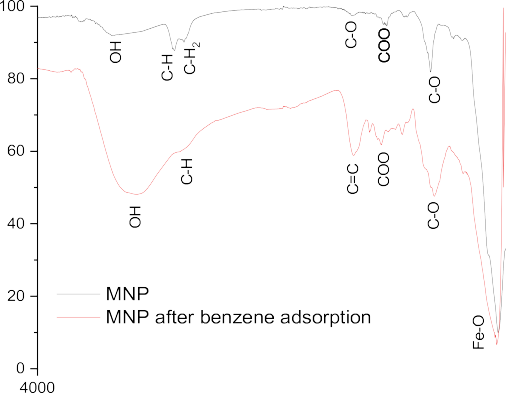 100
80
60
40
20
0
4000
OH
C-H
C-H₂
C-O
COO
C-O
OH
C-H
C=C
COO
C-O
Fe-O
MNP
MNP after benzene adsorption